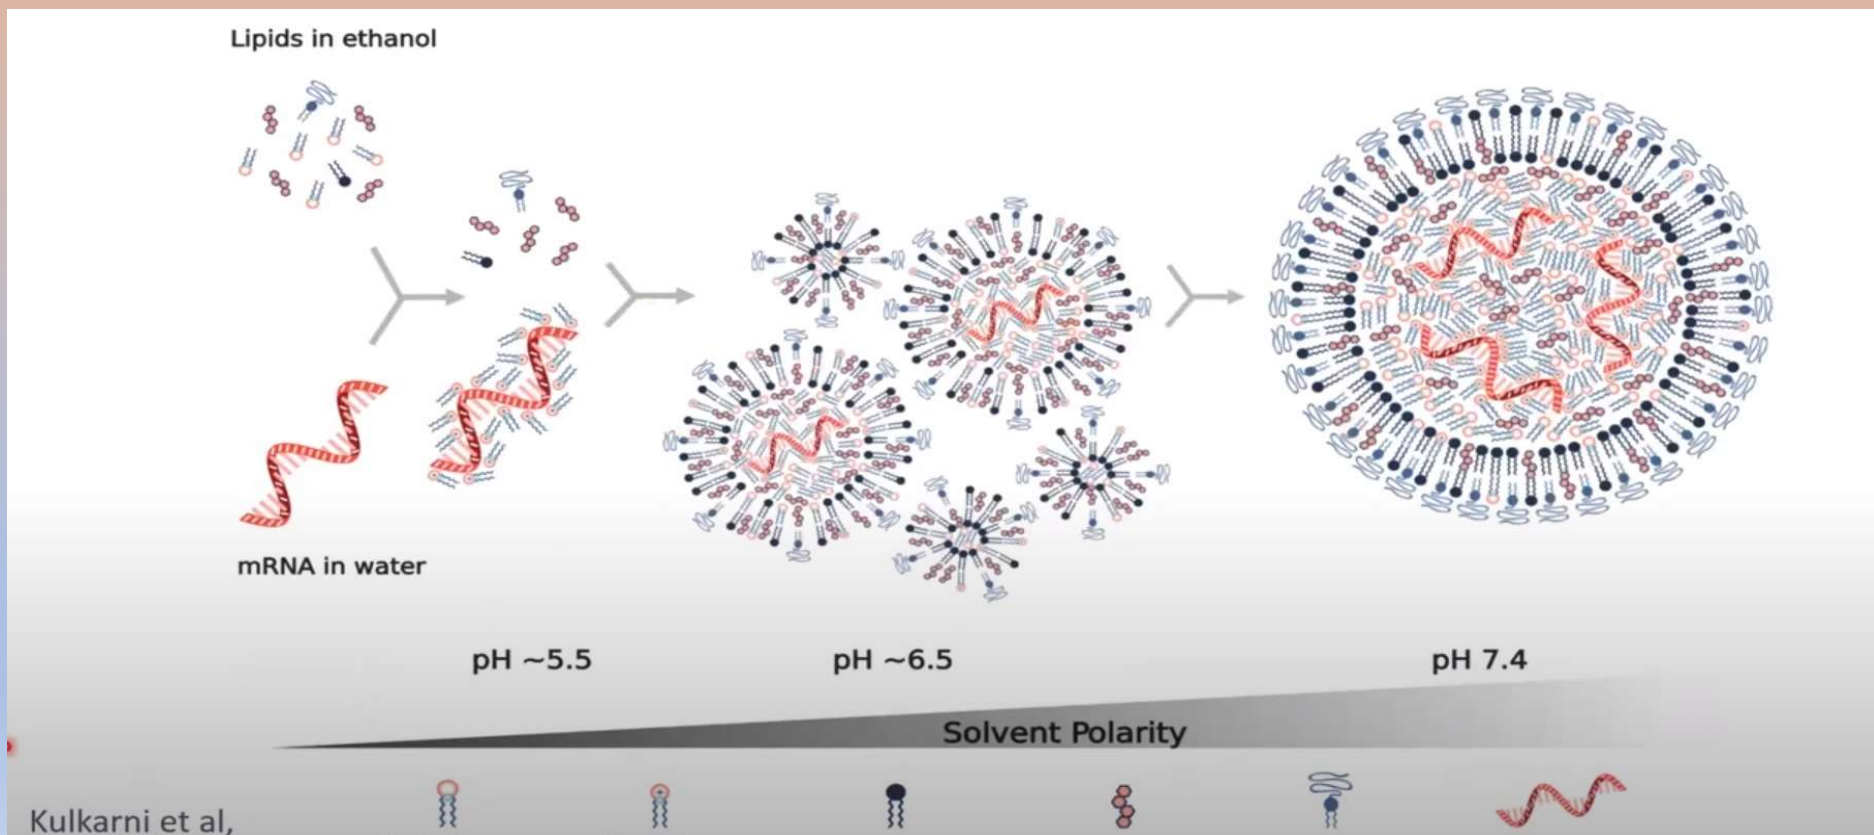 Lipids in ethanol
mRNA in water
pH ~5.5
pH ~6.5
pH 7.4
Solvent Polarity
Kulkarni et al,